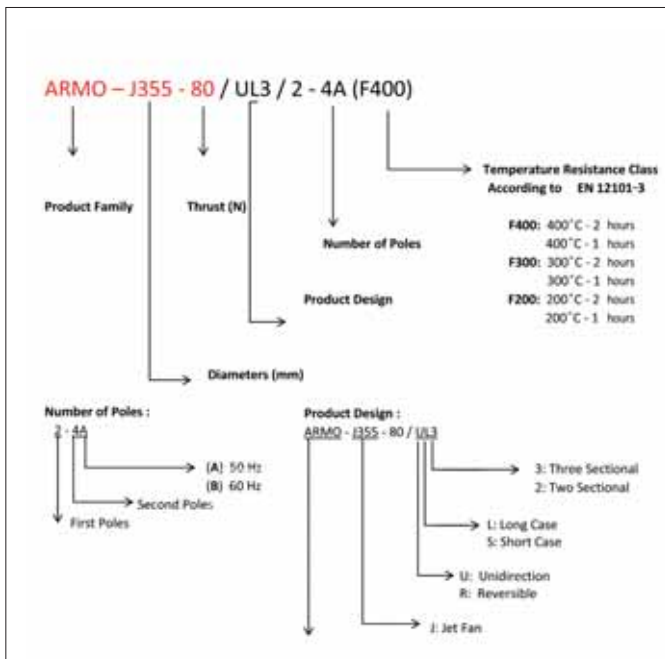 ARMO – J355 - 80 / UL3 / 2 - 4A (F400)
Temperature Resistance Class
According to EN 12101-3
Product Family
Thrust (N)
F400: 400˚C - 2 hours
400˚C - 1 hours
Number of Poles
F300: 300˚C - 2 hours
300˚C - 1 hours
Product Design
F200: 200˚C - 2 hours
200˚C - 1 hours
Diameters (mm)
Number of Poles :
2 - 4A
(A) 50 Hz
(B) 60 Hz
Second Poles
First Poles
Product Design :
ARMO - J355 - 80 / UL3
3: Three Sectional
2: Two Sectional
L: Long Case
S: Short Case
U: Unidirection
R: Reversible
J: Jet Fan